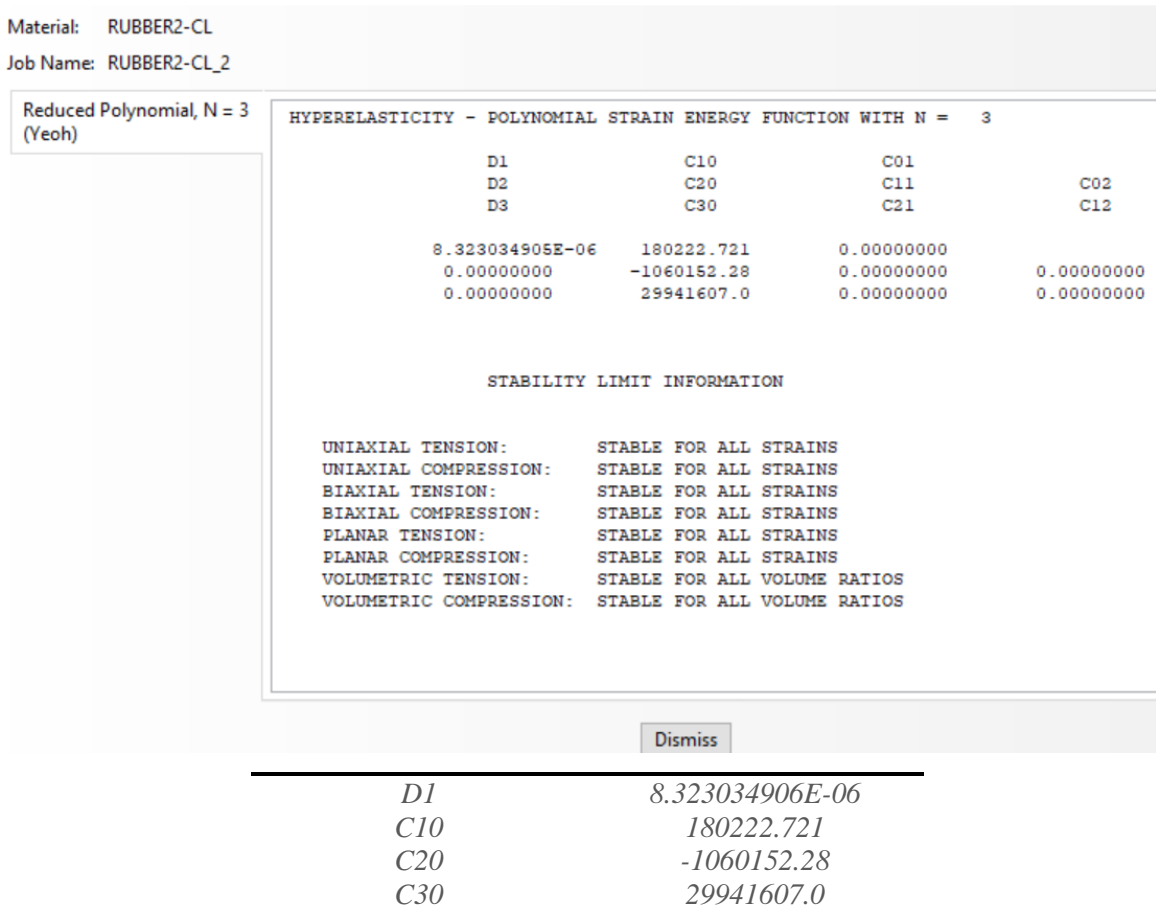 Material: RUBBER2-CL
Job Name: RUBBER2-CL_2
Reduced Polynomial, N = 3
(Yeoh)
HYPERELASTICITY - POLYNOMIAL STRAIN ENERGY FUNCTION WITH N = 3
D1 C10 C01
D2 C20 C11 C02
D3 C30 C21 C12
8.323034905E-06 180222.721 0.00000000
0.00000000 -1060152.28 0.00000000 0.00000000
0.00000000 29941607.0 0.00000000 0.00000000
STABILITY LIMIT INFORMATION
UNIAXIAL TENSION: STABLE FOR ALL STRAINS
UNIAXIAL COMPRESSION: STABLE FOR ALL STRAINS
BIAXIAL TENSION: STABLE FOR ALL STRAINS
BIAXIAL COMPRESSION: STABLE FOR ALL STRAINS
PLANAR TENSION: STABLE FOR ALL STRAINS
PLANAR COMPRESSION: STABLE FOR ALL STRAINS
VOLUMETRIC TENSION: STABLE FOR ALL VOLUME RATIOS
VOLUMETRIC COMPRESSION: STABLE FOR ALL VOLUME RATIOS
Dismiss
D1 8.323034906E-06
C10 180222.721
C20 -1060152.28
C30 29941607.0